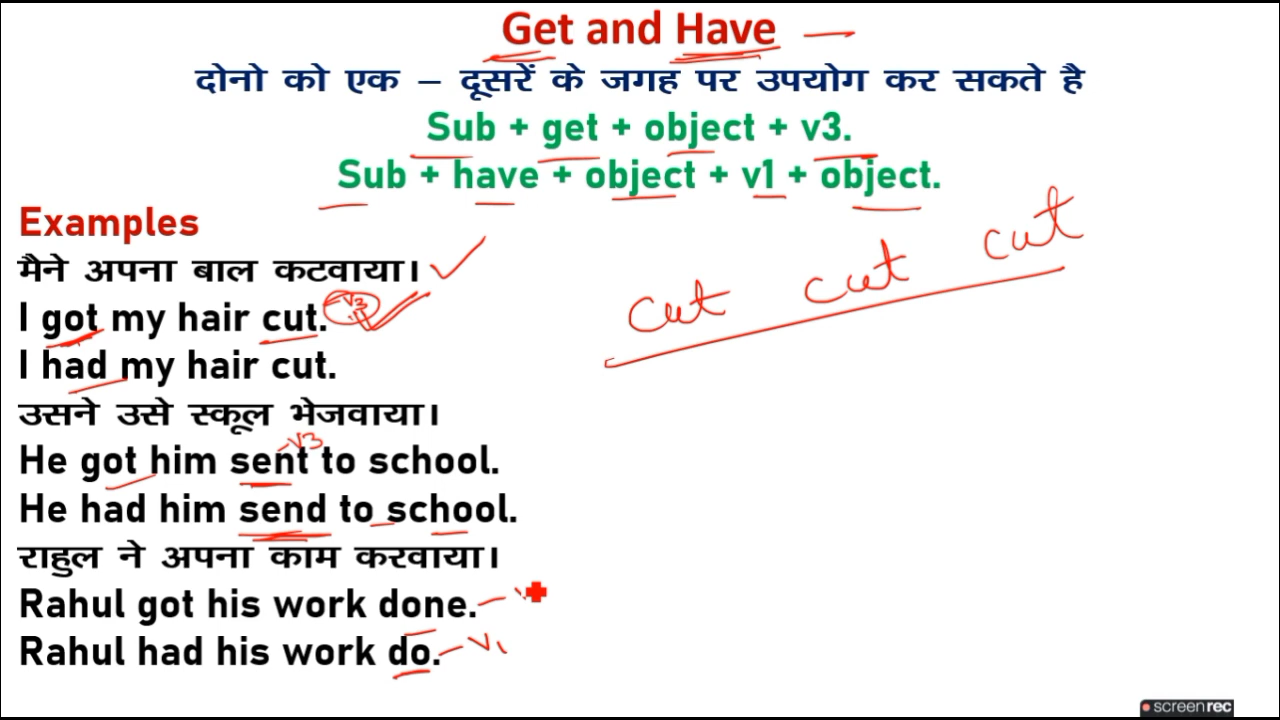 Get and Have
दोनो को एक – दूसरें के जगह पर उपयोग कर सकते है
Sub + get + object + v3.
Sub + have + object + v1 + object.
Examples
मैने अपना बाल कटवाया।
I got my hair cut. v3
cut cut cut
I had my hair cut.
उसने उसे स्कूल भेजवाया।
He got him sent to school. v3
He had him send to school.
राहुल ने अपना काम करवाया।
Rahul got his work done.
Rahul had his work do. v1
screenrec